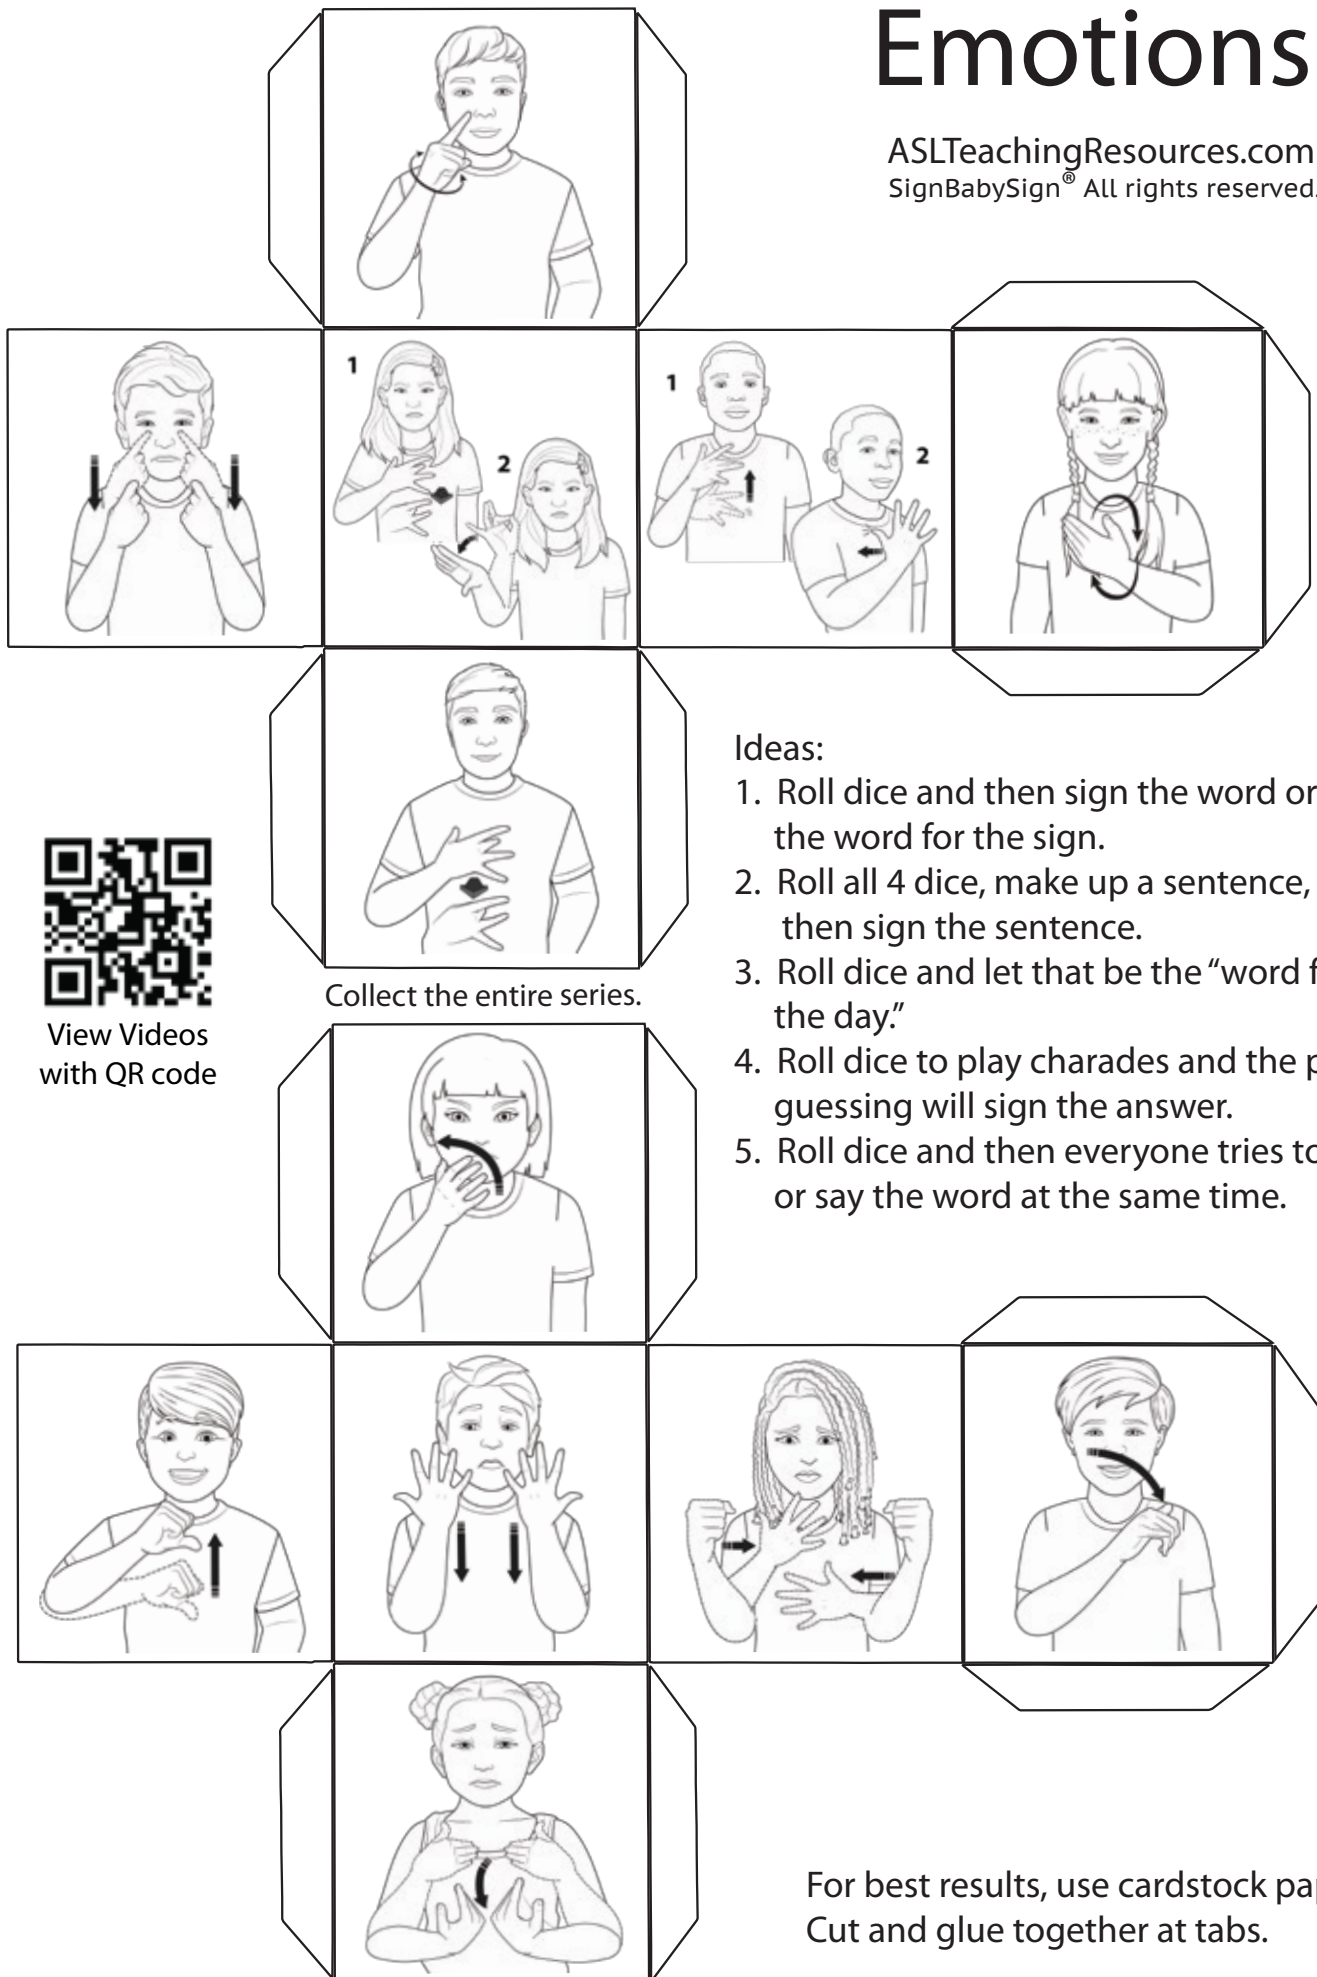 Emotions
ASLTeachingResources.com
SignBabySign® All rights reserved.
1
2
1
2
Ideas:
1. Roll dice and then sign the word or
the word for the sign.
2. Roll all 4 dice, make up a sentence,
then sign the sentence.
3. Roll dice and let that be the “word f
the day.”
4. Roll dice to play charades and the p
guessing will sign the answer.
5. Roll dice and then everyone tries to
or say the word at the same time.
Collect the entire series.
View Videos
with QR code
For best results, use cardstock pa
Cut and glue together at tabs.